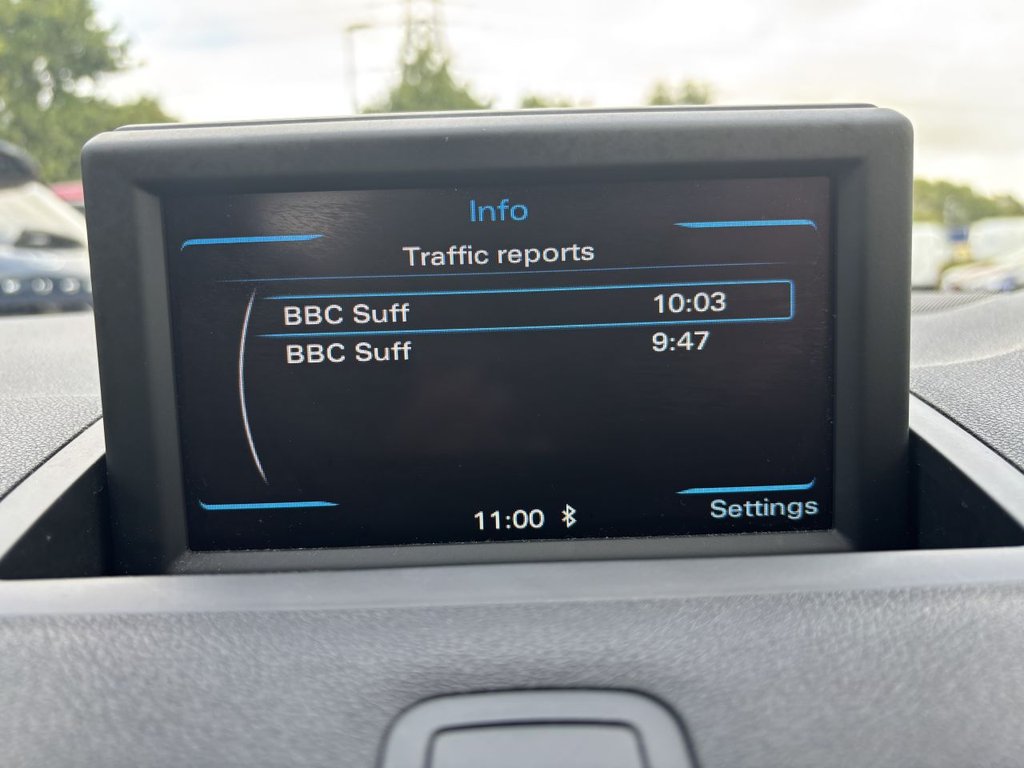 Info
Traffic reports
BBC Suff 10:03
BBC Suff 9:47
11:00
Settings